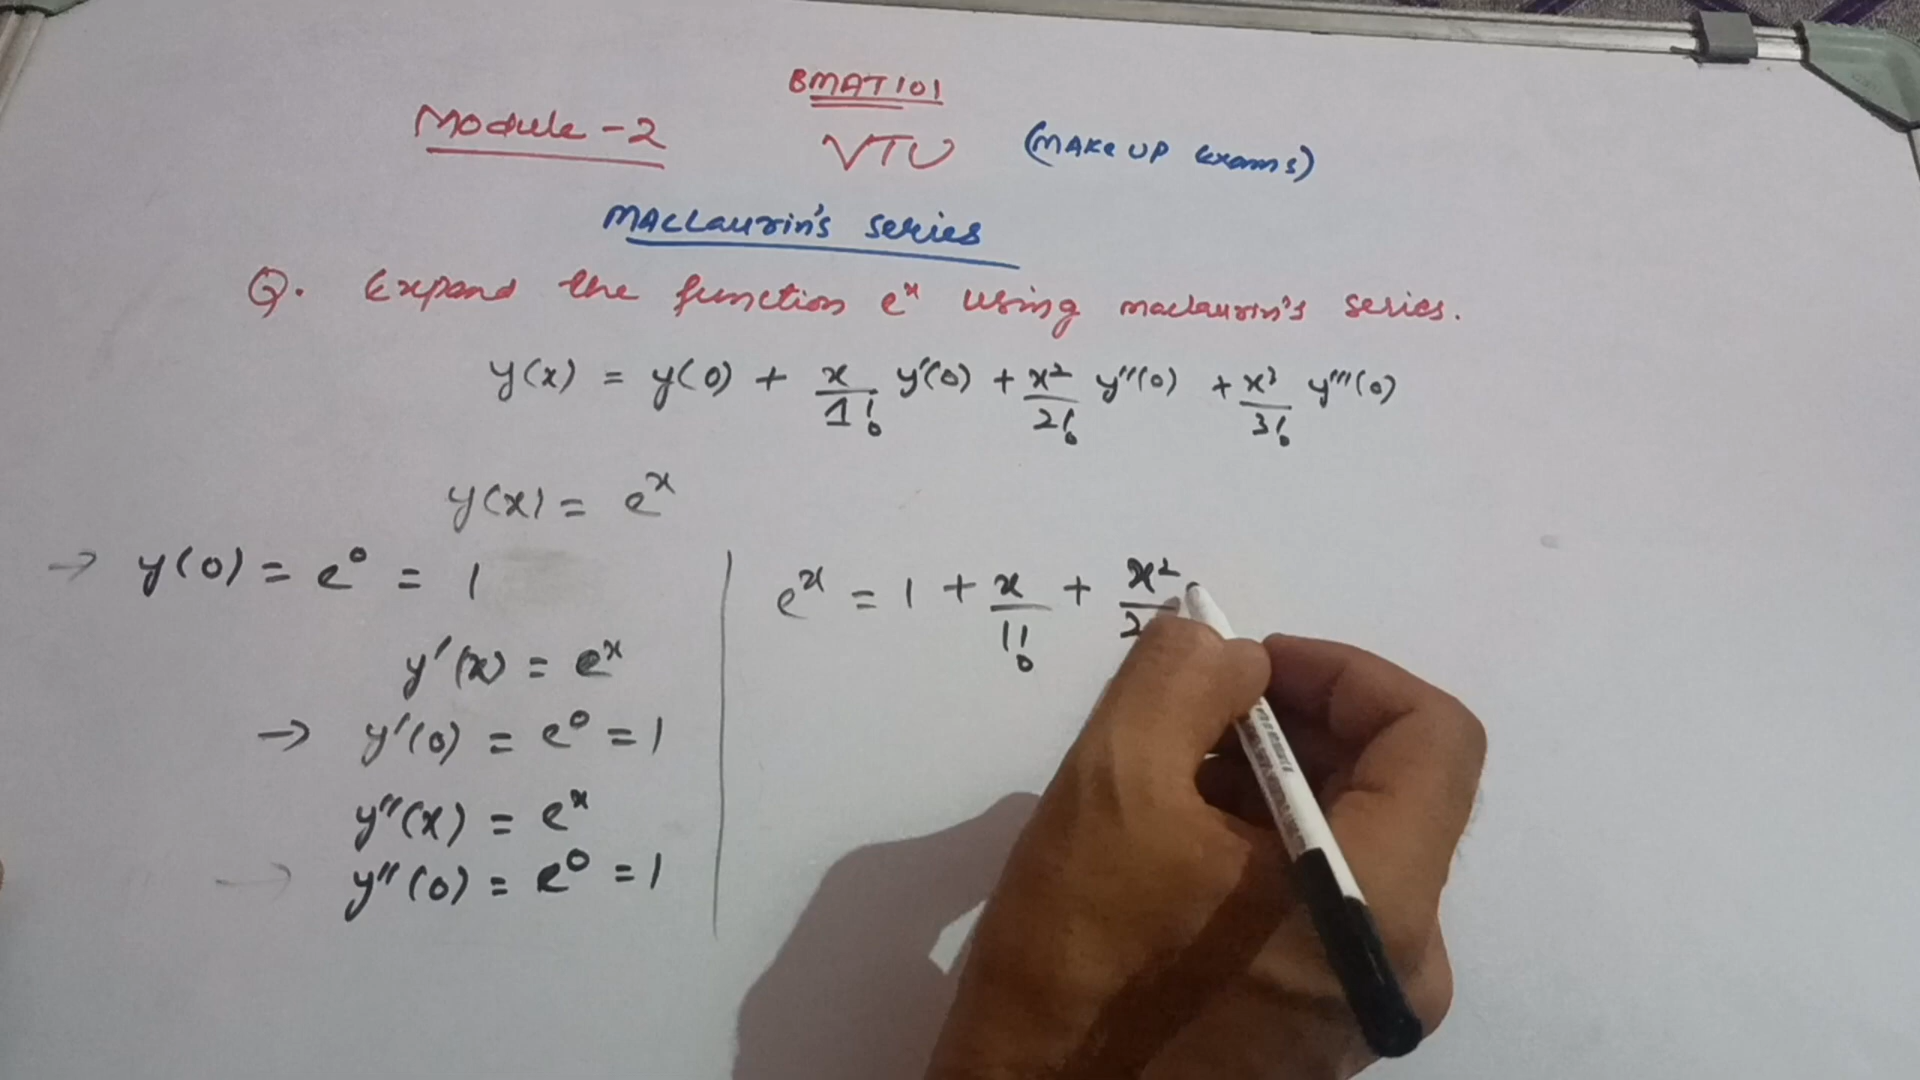 BMAT101
Module-2 VTU (MAKE UP Exams)
MACLaurin's series
Q. Expand the function eˣ using maclaurin's series.
y(x) = y(0) + x/1! y'(0) + x²/2! y''(0) + x³/3! y'''(0)
y(x) = eˣ
→ y(0) = e⁰ = 1
y'(x) = eˣ
→ y'(0) = e⁰ = 1
y''(x) = eˣ
→ y''(0) = e⁰ = 1
eˣ = 1 + x/1! + x²/2